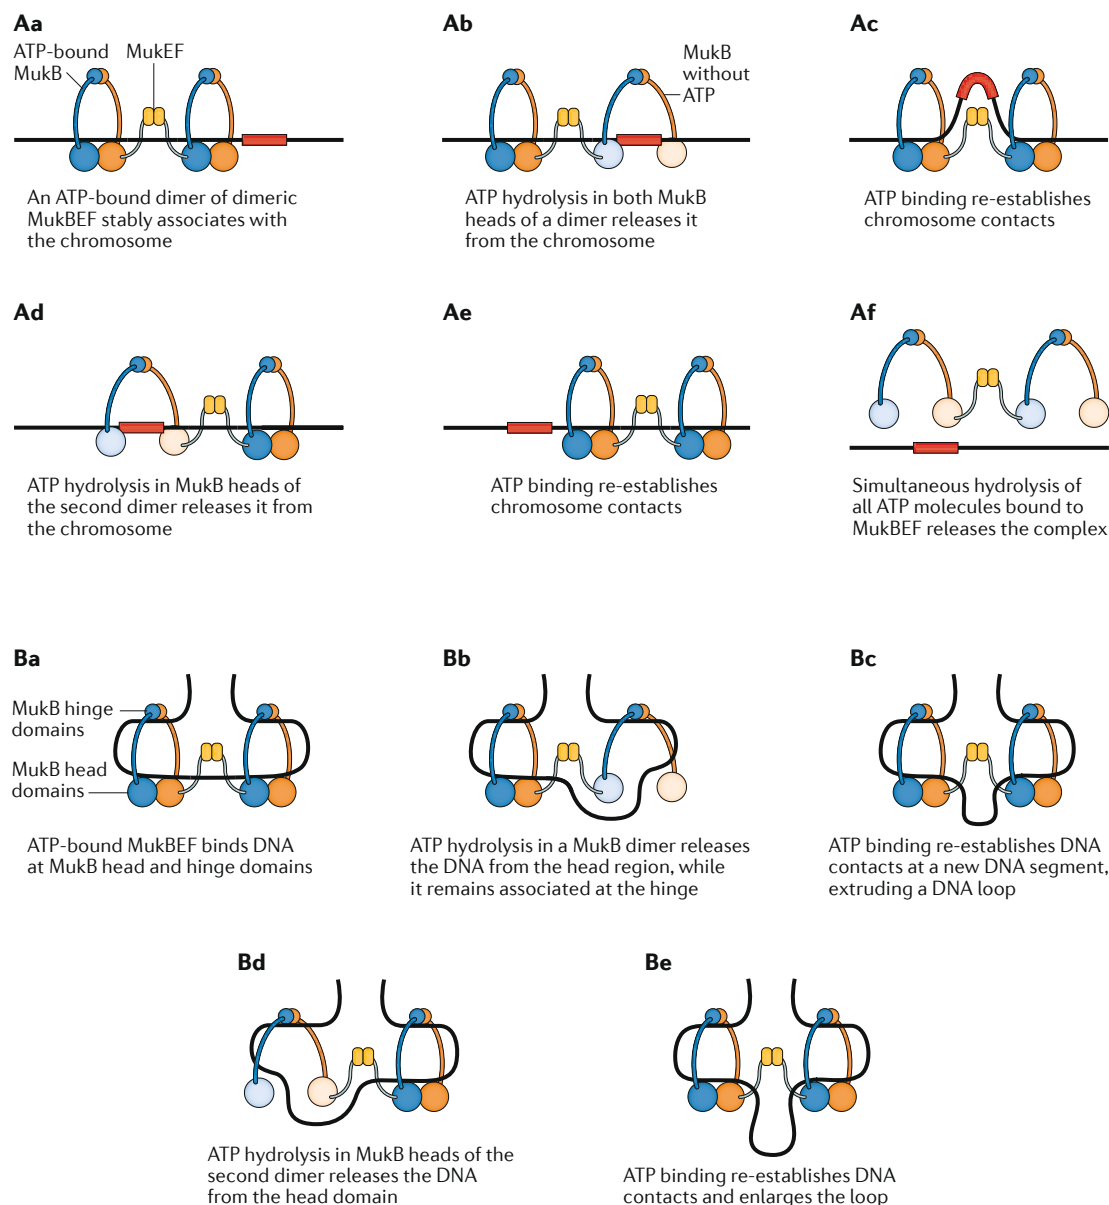 Aa
ATP-bound
MukB
MukEF
An ATP-bound dimer of dimeric
MukBEF stably associates with
the chromosome
Ab
MukB
without
ATP
ATP hydrolysis in both MukB
heads of a dimer releases it
from the chromosome
Ac
ATP binding re-establishes
chromosome contacts
Ad
ATP hydrolysis in MukB heads of
the second dimer releases it from
the chromosome
Ae
ATP binding re-establishes
chromosome contacts
Af
Simultaneous hydrolysis of
all ATP molecules bound to
MukBEF releases the complex
Ba
MukB hinge
domains
MukB head
domains
ATP-bound MukBEF binds DNA
at MukB head and hinge domains
Bb
ATP hydrolysis in a MukB dimer releases
the DNA from the head region, while
it remains associated at the hinge
Bc
ATP binding re-establishes DNA
contacts at a new DNA segment,
extruding a DNA loop
Bd
ATP hydrolysis in MukB heads of the
second dimer releases the DNA
from the head domain
Be
ATP binding re-establishes DNA
contacts and enlarges the loop